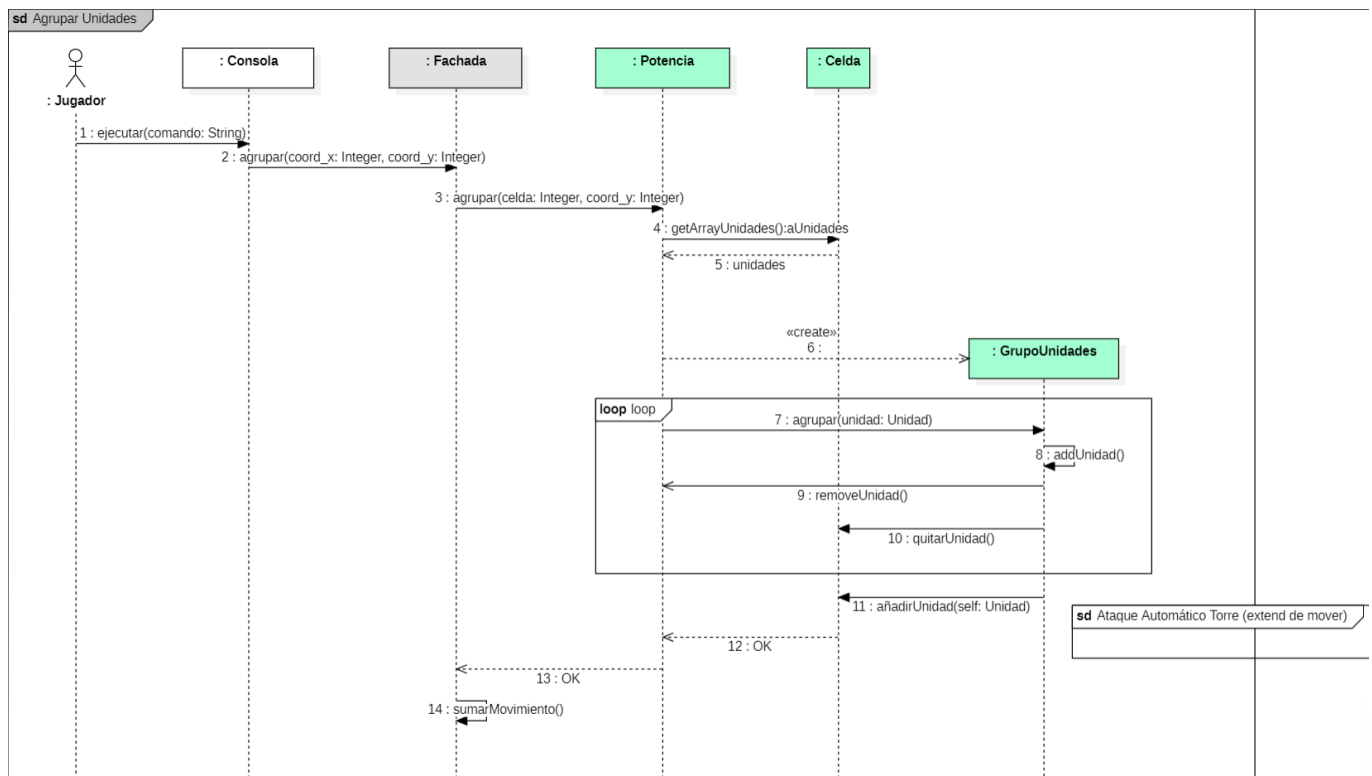 sd Agrupar Unidades
: Jugador
: Consola
: Fachada
: Potencia
: Celda
1 : ejecutar(comando: String)
2 : agrupar(coord_x: Integer, coord_y: Integer)
3 : agrupar(celda: Integer, coord_y: Integer)
4 : getArrayUnidades():aUnidades
5 : unidades
«create»
6 :
: GrupoUnidades
loop loop
7 : agrupar(unidad: Unidad)
8 : addUnidad()
9 : removeUnidad()
10 : quitarUnidad()
11 : añadirUnidad(self: Unidad)
sd Ataque Automático Torre (extend de mover)
12 : OK
13 : OK
14 : sumarMovimiento()